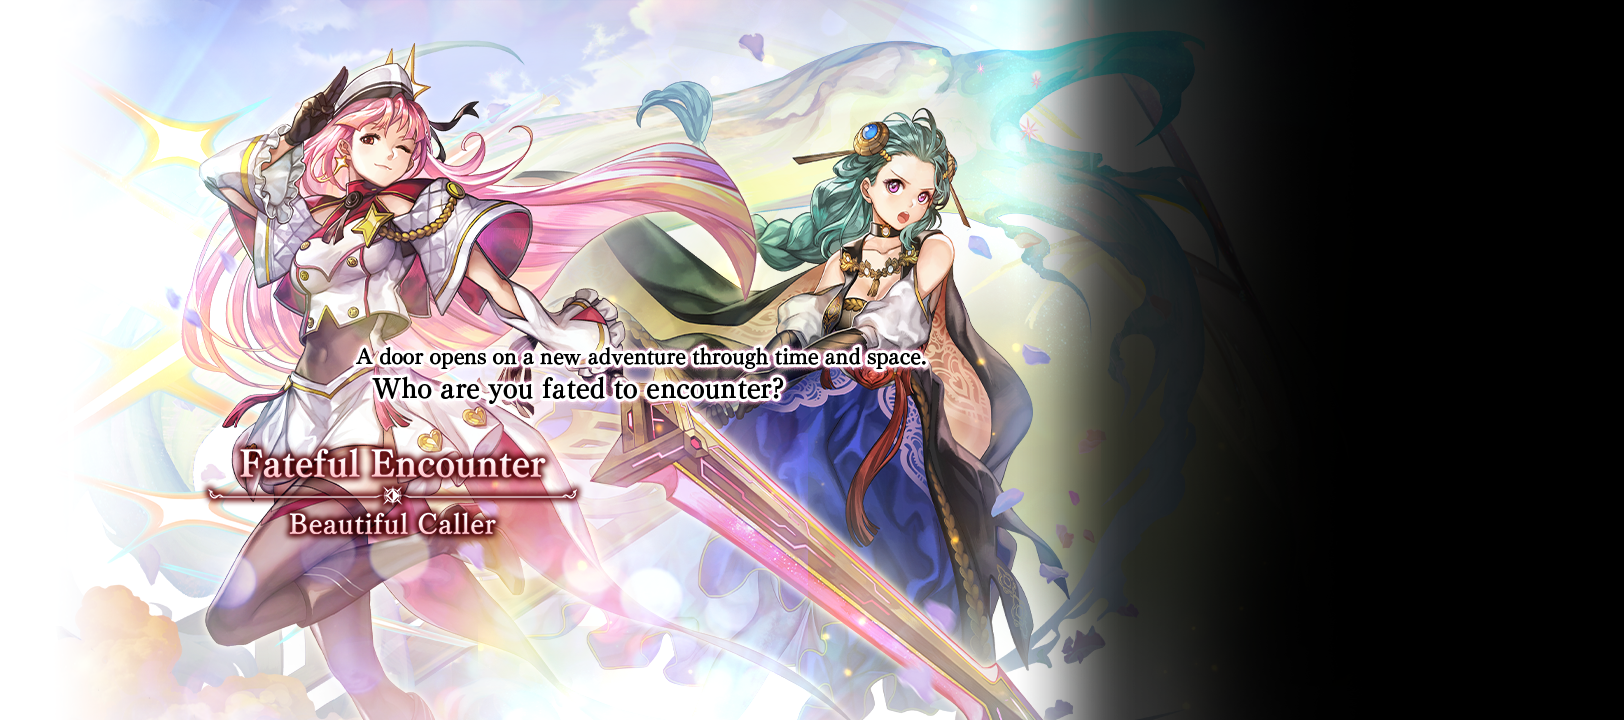 A door opens on a new adventure through time and space.
Who are you fated to encounter?
Fateful Encounter
Beautiful Caller